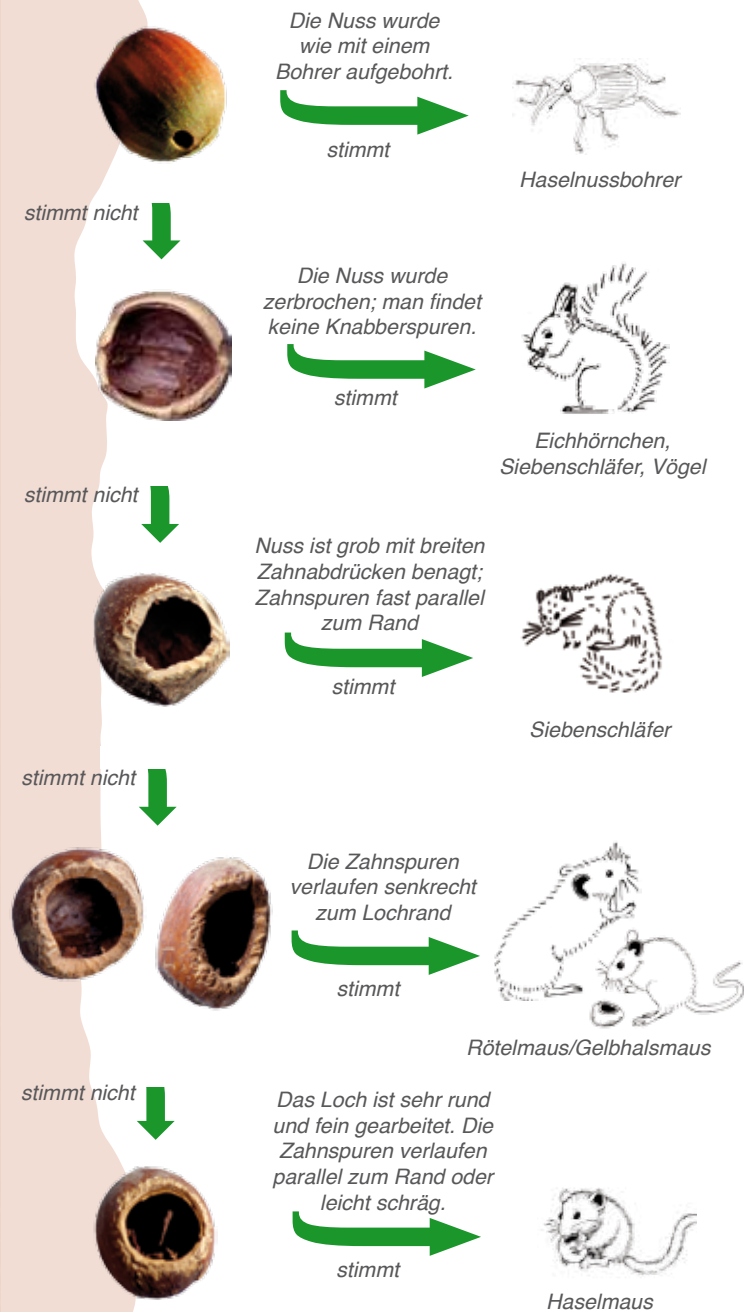 Die Nuss wurde
wie mit einem
Bohrer aufgebohrt.
stimmt
Haselnussbohrer
stimmt nicht
Die Nuss wurde
zerbrochen; man findet
keine Knabberspuren.
stimmt
Eichhörnchen,
Siebenschläfer, Vögel
stimmt nicht
Nuss ist grob mit breiten
Zahnabdrücken benagt;
Zahnspuren fast parallel
zum Rand
stimmt
Siebenschläfer
stimmt nicht
Die Zahnspuren
verlaufen senkrecht
zum Lochrand
stimmt
Rötelmaus/Gelbhalsmaus
stimmt nicht
Das Loch ist sehr rund
und fein gearbeitet. Die
Zahnspuren verlaufen
parallel zum Rand oder
leicht schräg.
stimmt
Haselmaus